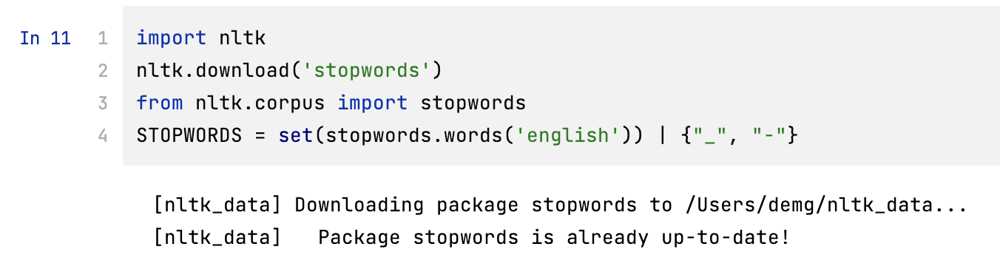 In 11 1 import nltk
2 nltk.download('stopwords')
3 from nltk.corpus import stopwords
4 STOPWORDS = set(stopwords.words('english')) | {"_", "-"}
[nltk_data] Downloading package stopwords to /Users/demg/nltk_data...
[nltk_data]   Package stopwords is already up-to-date!